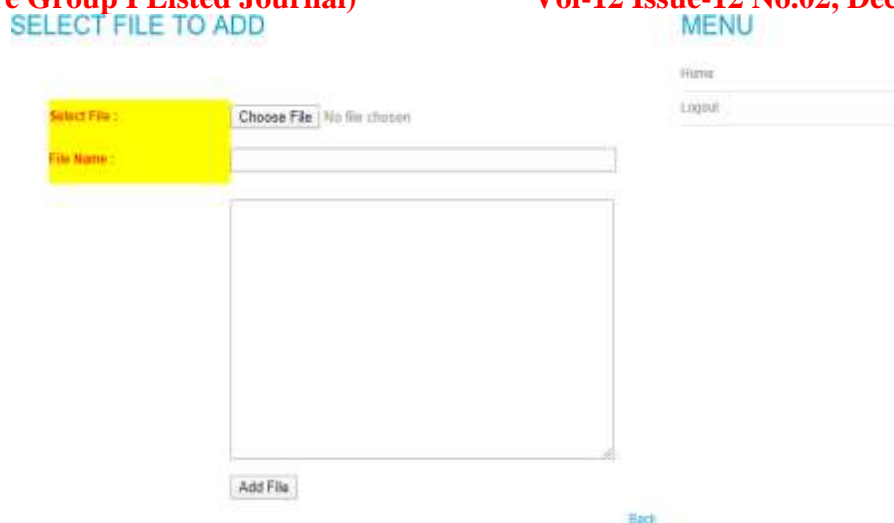 e Group I Listed Journal) Vol-12 Issue-12 No.02, Dec
SELECT FILE TO ADD
MENU
Home
Logout
Select File :
Choose File No file chosen
File Name :
Add File
Back